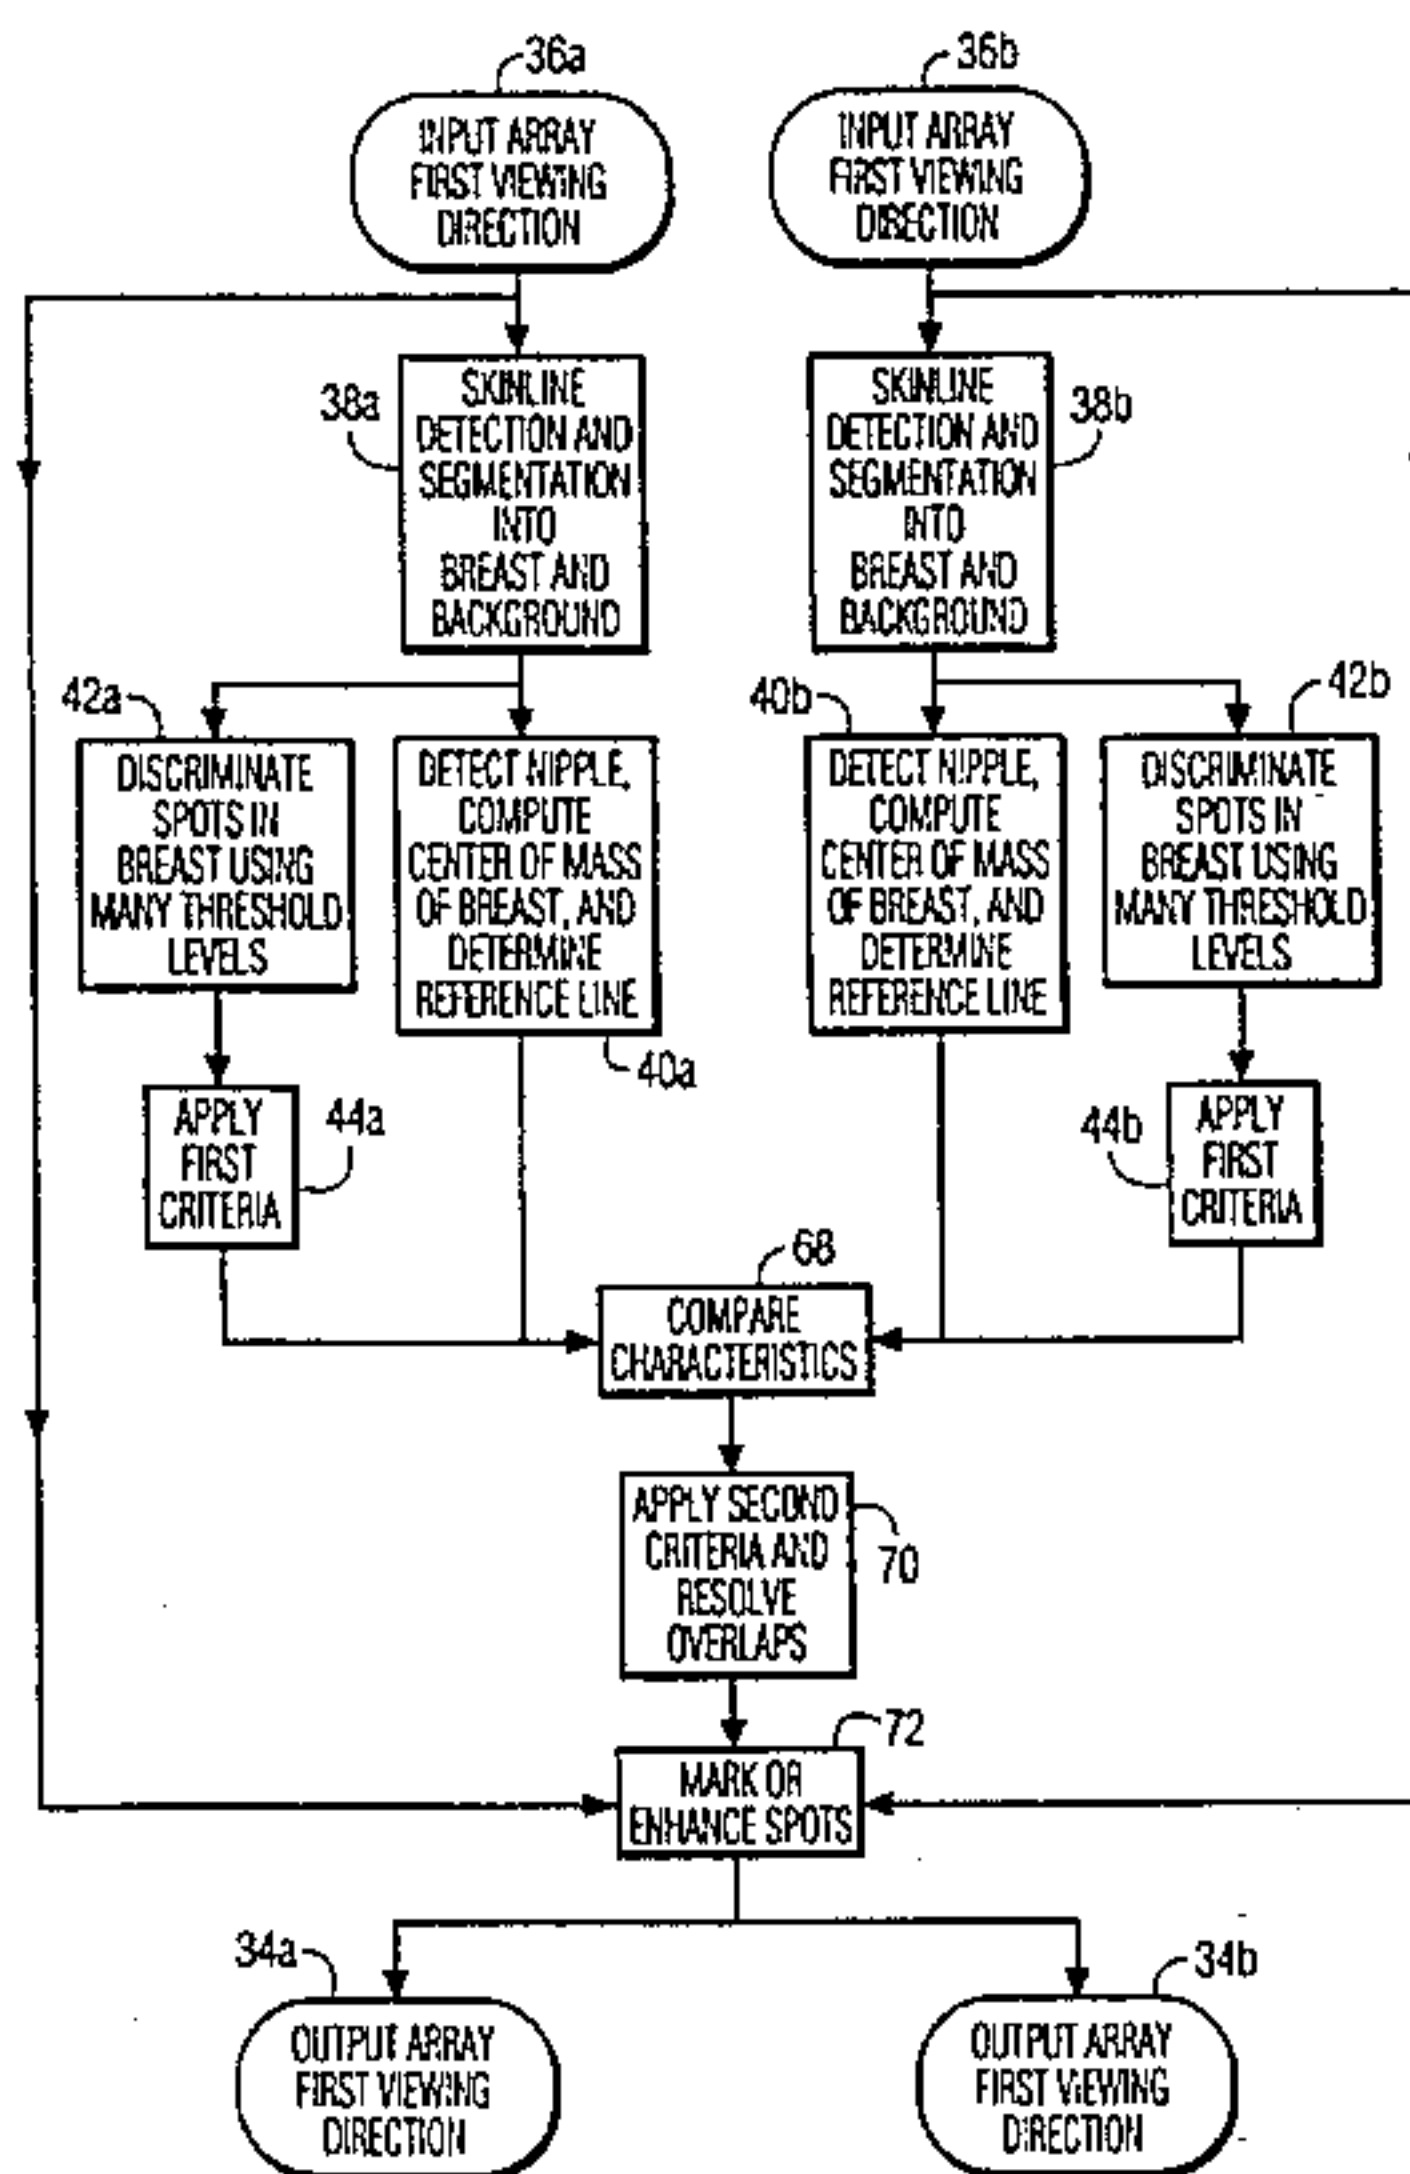 36a
36b
INPUT ARRAY
FIRST VIEWING
DIRECTION
INPUT ARRAY
FIRST VIEWING
DIRECTION
38a
SKINLINE
DETECTION AND
SEGMENTATION
INTO
BREAST AND
BACKGROUND
SKINLINE
DETECTION AND
SEGMENTATION
INTO
BREAST AND
BACKGROUND
38b
42a
40b
42b
DISCRIMINATE
SPOTS IN
BREAST USING
MANY THRESHOLD
LEVELS
DETECT NIPPLE,
COMPUTE
CENTER OF MASS
OF BREAST, AND
DETERMINE
REFERENCE LINE
DETECT NIPPLE,
COMPUTE
CENTER OF MASS
OF BREAST, AND
DETERMINE
REFERENCE LINE
DISCRIMINATE
SPOTS IN
BREAST USING
MANY THRESHOLD
LEVELS
40a
APPLY
FIRST
CRITERIA
44a
44b
APPLY
FIRST
CRITERIA
68
COMPARE
CHARACTERISTICS
APPLY SECOND
CRITERIA AND
RESOLVE
OVERLAPS
70
72
MARK OR
ENHANCE SPOTS
34a
34b
OUTPUT ARRAY
FIRST VIEWING
DIRECTION
OUTPUT ARRAY
FIRST VIEWING
DIRECTION